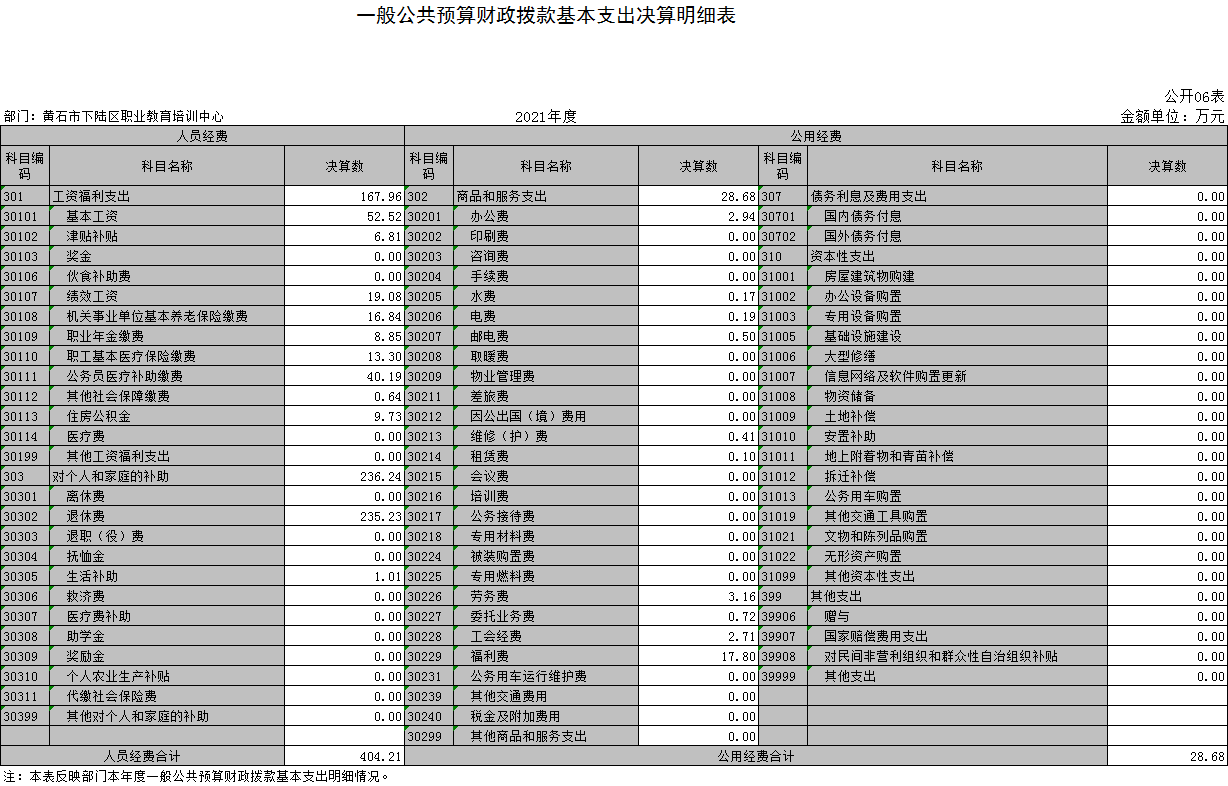 一般公共预算财政拨款基本支出决算明细表
公开06表
部门：黄石市下陆区职业教育培训中心 2021年度 金额单位：万元
人员经费 公用经费
科目编码 科目名称 决算数 科目编码 科目名称 决算数 科目编码 科目名称 决算数
301 工资福利支出 167.96 302 商品和服务支出 28.68 307 债务利息及费用支出 0.00
30101 基本工资 52.52 30201 办公费 2.94 30701 国内债务付息 0.00
30102 津贴补贴 6.81 30202 印刷费 0.00 30702 国外债务付息 0.00
30103 奖金 0.00 30203 咨询费 0.00 310 资本性支出 0.00
30106 伙食补助费 0.00 30204 手续费 0.00 31001 房屋建筑物购建 0.00
30107 绩效工资 19.08 30205 水费 0.17 31002 办公设备购置 0.00
30108 机关事业单位基本养老保险缴费 16.84 30206 电费 0.19 31003 专用设备购置 0.00
30109 职业年金缴费 8.85 30207 邮电费 0.50 31005 基础设施建设 0.00
30110 职工基本医疗保险缴费 13.30 30208 取暖费 0.00 31006 大型修缮 0.00
30111 公务员医疗补助缴费 40.19 30209 物业管理费 0.00 31007 信息网络及软件购置更新 0.00
30112 其他社会保障缴费 0.64 30211 差旅费 0.00 31008 物资储备 0.00
30113 住房公积金 9.73 30212 因公出国（境）费用 0.00 31009 土地补偿 0.00
30114 医疗费 0.00 30213 维修（护）费 0.41 31010 安置补助 0.00
30199 其他工资福利支出 0.00 30214 租赁费 0.10 31011 地上附着物和青苗补偿 0.00
303 对个人和家庭的补助 236.24 30215 会议费 0.00 31012 拆迁补偿 0.00
30301 离休费 0.00 30216 培训费 0.00 31013 公务用车购置 0.00
30302 退休费 235.23 30217 公务接待费 0.00 31019 其他交通工具购置 0.00
30303 退职（役）费 0.00 30218 专用材料费 0.00 31021 文物和陈列品购置 0.00
30304 抚恤金 0.00 30224 被装购置费 0.00 31022 无形资产购置 0.00
30305 生活补助 1.01 30225 专用燃料费 0.00 31099 其他资本性支出 0.00
30306 救济费 0.00 30226 劳务费 3.16 399 其他支出 0.00
30307 医疗费补助 0.00 30227 委托业务费 0.72 39906 赠与 0.00
30308 助学金 0.00 30228 工会经费 2.71 39907 国家赔偿费用支出 0.00
30309 奖励金 0.00 30229 福利费 17.80 39908 对民间非营利组织和群众性自治组织补贴 0.00
30310 个人农业生产补贴 0.00 30231 公务用车运行维护费 0.00 39999 其他支出 0.00
30311 代缴社会保险费 0.00 30239 其他交通费用 0.00
30399 其他对个人和家庭的补助 0.00 30240 税金及附加费用 0.00
30299 其他商品和服务支出 0.00
人员经费合计 404.21 公用经费合计 28.68
注：本表反映部门本年度一般公共预算财政拨款基本支出明细情况。